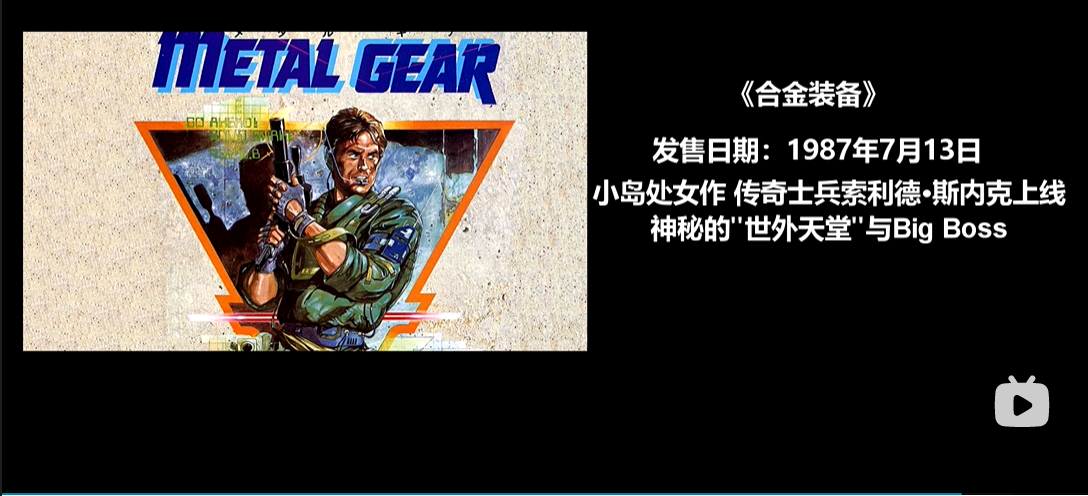 METAL GEAR
《合金装备》
发售日期：1987年7月13日
小岛处女作 传奇士兵索利德•斯内克上线
神秘的"世外天堂"与Big Boss